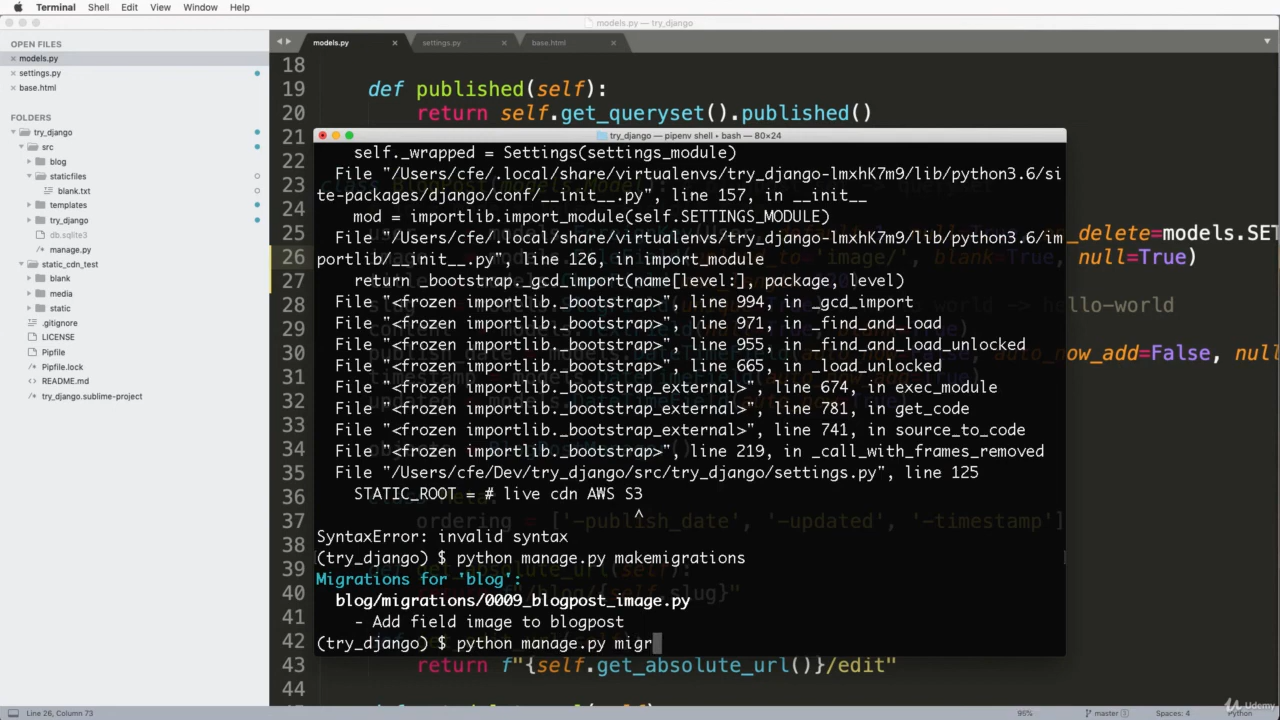 Terminal Shell Edit View Window Help
models.py — try_django
OPEN FILES
models.py
settings.py
base.html
FOLDERS
try_django
src
blog
staticfiles
blank.txt
templates
try_django
db.sqlite3
manage.py
static_cdn_test
blank
media
static
.gitignore
LICENSE
Pipfile
Pipfile.lock
README.md
try_django.sublime-project
models.py settings.py base.html
18
19 def published(self):
20 return self.get_queryset().published()
21
22
23
24
25 _delete=models.SET
26 'image/', blank=True, null=True)
27
28 world -> hello-world
29
30 auto_now_add=False, null
31
32
33
34
35
36
37 ordering = ['-publish_date', '-updated', '-timestamp']
38
39
40
41
42
43 return f"{self.get_absolute_url()}/edit"
44
try_django — pipenv shell • bash — 80×24
self._wrapped = Settings(settings_module)
File "/Users/cfe/.local/share/virtualenvs/try_django-lmxhK7m9/lib/python3.6/si
te-packages/django/conf/__init__.py", line 157, in __init__
mod = importlib.import_module(self.SETTINGS_MODULE)
File "/Users/cfe/.local/share/virtualenvs/try_django-lmxhK7m9/lib/python3.6/im
portlib/__init__.py", line 126, in import_module
return _bootstrap._gcd_import(name[level:], package, level)
File "<frozen importlib._bootstrap>", line 994, in _gcd_import
File "<frozen importlib._bootstrap>", line 971, in _find_and_load
File "<frozen importlib._bootstrap>", line 955, in _find_and_load_unlocked
File "<frozen importlib._bootstrap>", line 665, in _load_unlocked
File "<frozen importlib._bootstrap_external>", line 674, in exec_module
File "<frozen importlib._bootstrap_external>", line 781, in get_code
File "<frozen importlib._bootstrap_external>", line 741, in source_to_code
File "<frozen importlib._bootstrap>", line 219, in _call_with_frames_removed
File "/Users/cfe/Dev/try_django/src/try_django/settings.py", line 125
STATIC_ROOT = # live cdn AWS S3
^
SyntaxError: invalid syntax
(try_django) $ python manage.py makemigrations
Migrations for 'blog':
blog/migrations/0009_blogpost_image.py
- Add field image to blogpost
(try_django) $ python manage.py migr
Line 26, Column 73
95%
master
Spaces: 4
Python
Udemy